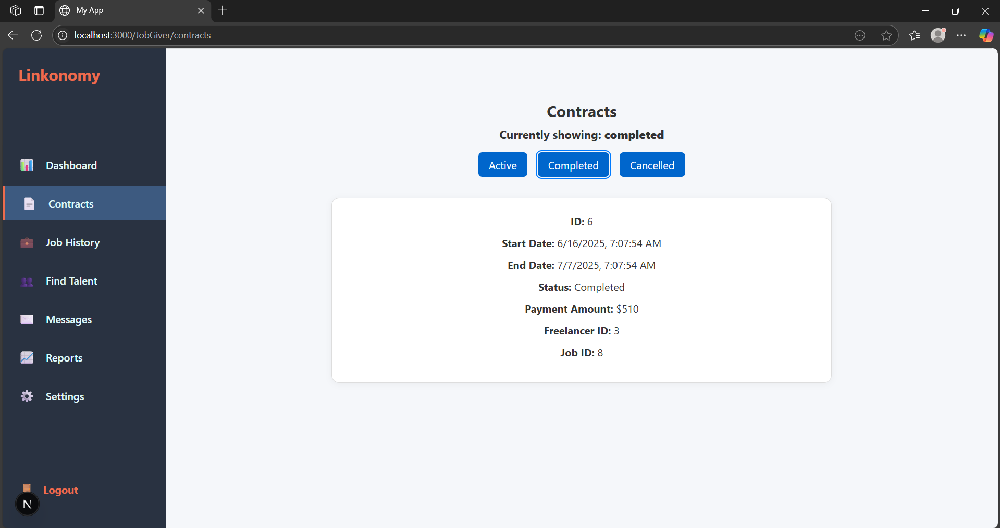 My App
localhost:3000/JobGiver/contracts
Linkonomy
Dashboard
Contracts
Job History
Find Talent
Messages
Reports
Settings
Logout
N
Contracts
Currently showing: completed
Active
Completed
Cancelled
ID: 6
Start Date: 6/16/2025, 7:07:54 AM
End Date: 7/7/2025, 7:07:54 AM
Status: Completed
Payment Amount: $510
Freelancer ID: 3
Job ID: 8